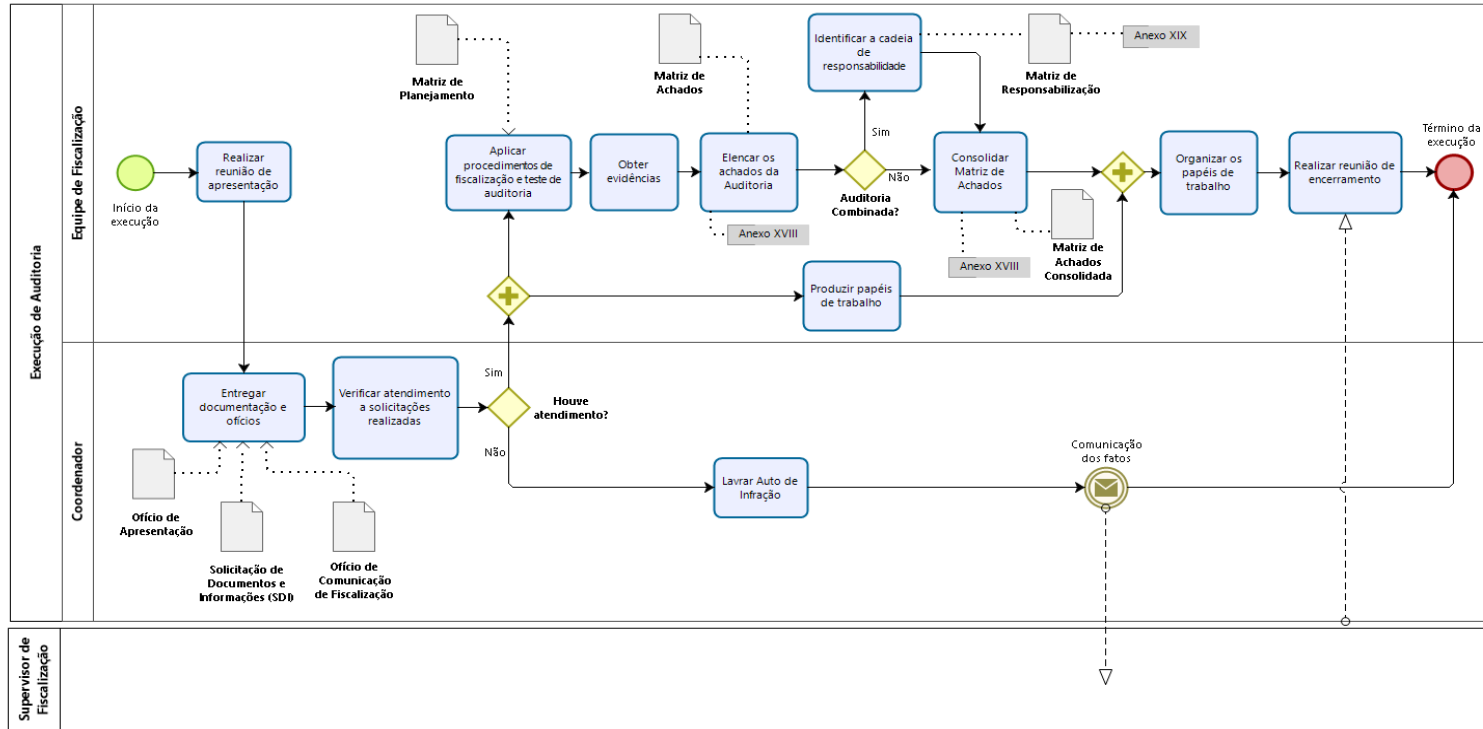 Execução de Auditoria
Equipe de Fiscalização
Início da
execução
Realizar
reunião de
apresentação
Matriz de
Planejamento
Aplicar
procedimentos de
fiscalização e teste de
auditoria
Obter
evidências
Matriz de
Achados
Elencar os
achados da
Auditoria
Anexo XVIII
Auditoria
Combinada?
Sim
Não
Identificar a cadeia
de
responsabilidade
Matriz de
Responsabilização
Anexo XIX
Consolidar
Matriz de
Achados
Anexo XVIII
Matriz de
Achados
Consolidada
Produzir papéis
de trabalho
Organizar os
papéis de
trabalho
Realizar reunião de
encerramento
Término da
execução
Coordenador
Entregar
documentação e
ofícios
Ofício de
Apresentação
Solicitação de
Documentos e
Informações (SDI)
Ofício de
Comunicação
de Fiscalização
Verificar atendimento
a solicitações
realizadas
Sim
Houve
atendimento?
Não
Lavrar Auto de
Infração
Comunicação
dos fatos
Supervisor de
Fiscalização